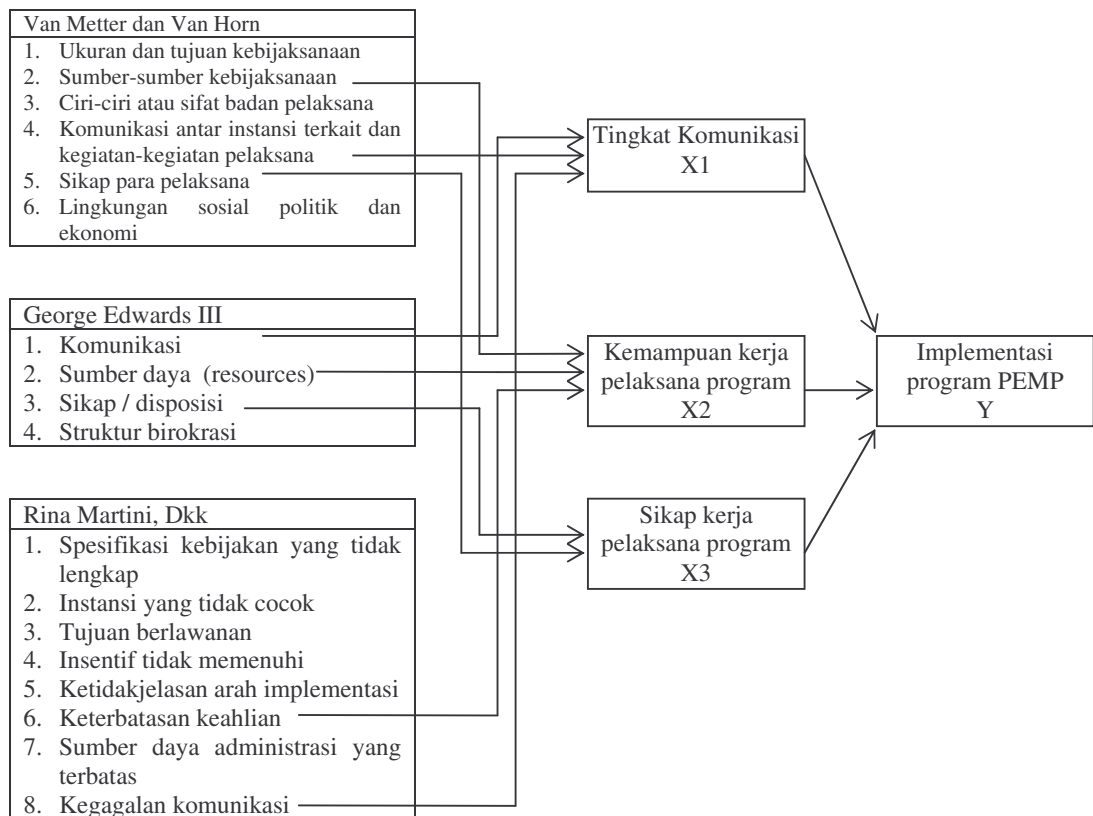 Van Metter dan Van Horn
1. Ukuran dan tujuan kebijaksanaan
2. Sumber-sumber kebijaksanaan
3. Ciri-ciri atau sifat badan pelaksana
4. Komunikasi antar instansi terkait dan
kegiatan-kegiatan pelaksana
5. Sikap para pelaksana
6. Lingkungan sosial politik dan
ekonomi
George Edwards III
1. Komunikasi
2. Sumber daya (resources)
3. Sikap / disposisi
4. Struktur birokrasi
Rina Martini, Dkk
1. Spesifikasi kebijakan yang tidak
lengkap
2. Instansi yang tidak cocok
3. Tujuan berlawanan
4. Insentif tidak memenuhi
5. Ketidakjelasan arah implementasi
6. Keterbatasan keahlian
7. Sumber daya administrasi yang
terbatas
8. Kegagalan komunikasi
Tingkat Komunikasi
X1
Kemampuan kerja
pelaksana program
X2
Sikap kerja
pelaksana program
X3
Implementasi
program PEMP
Y